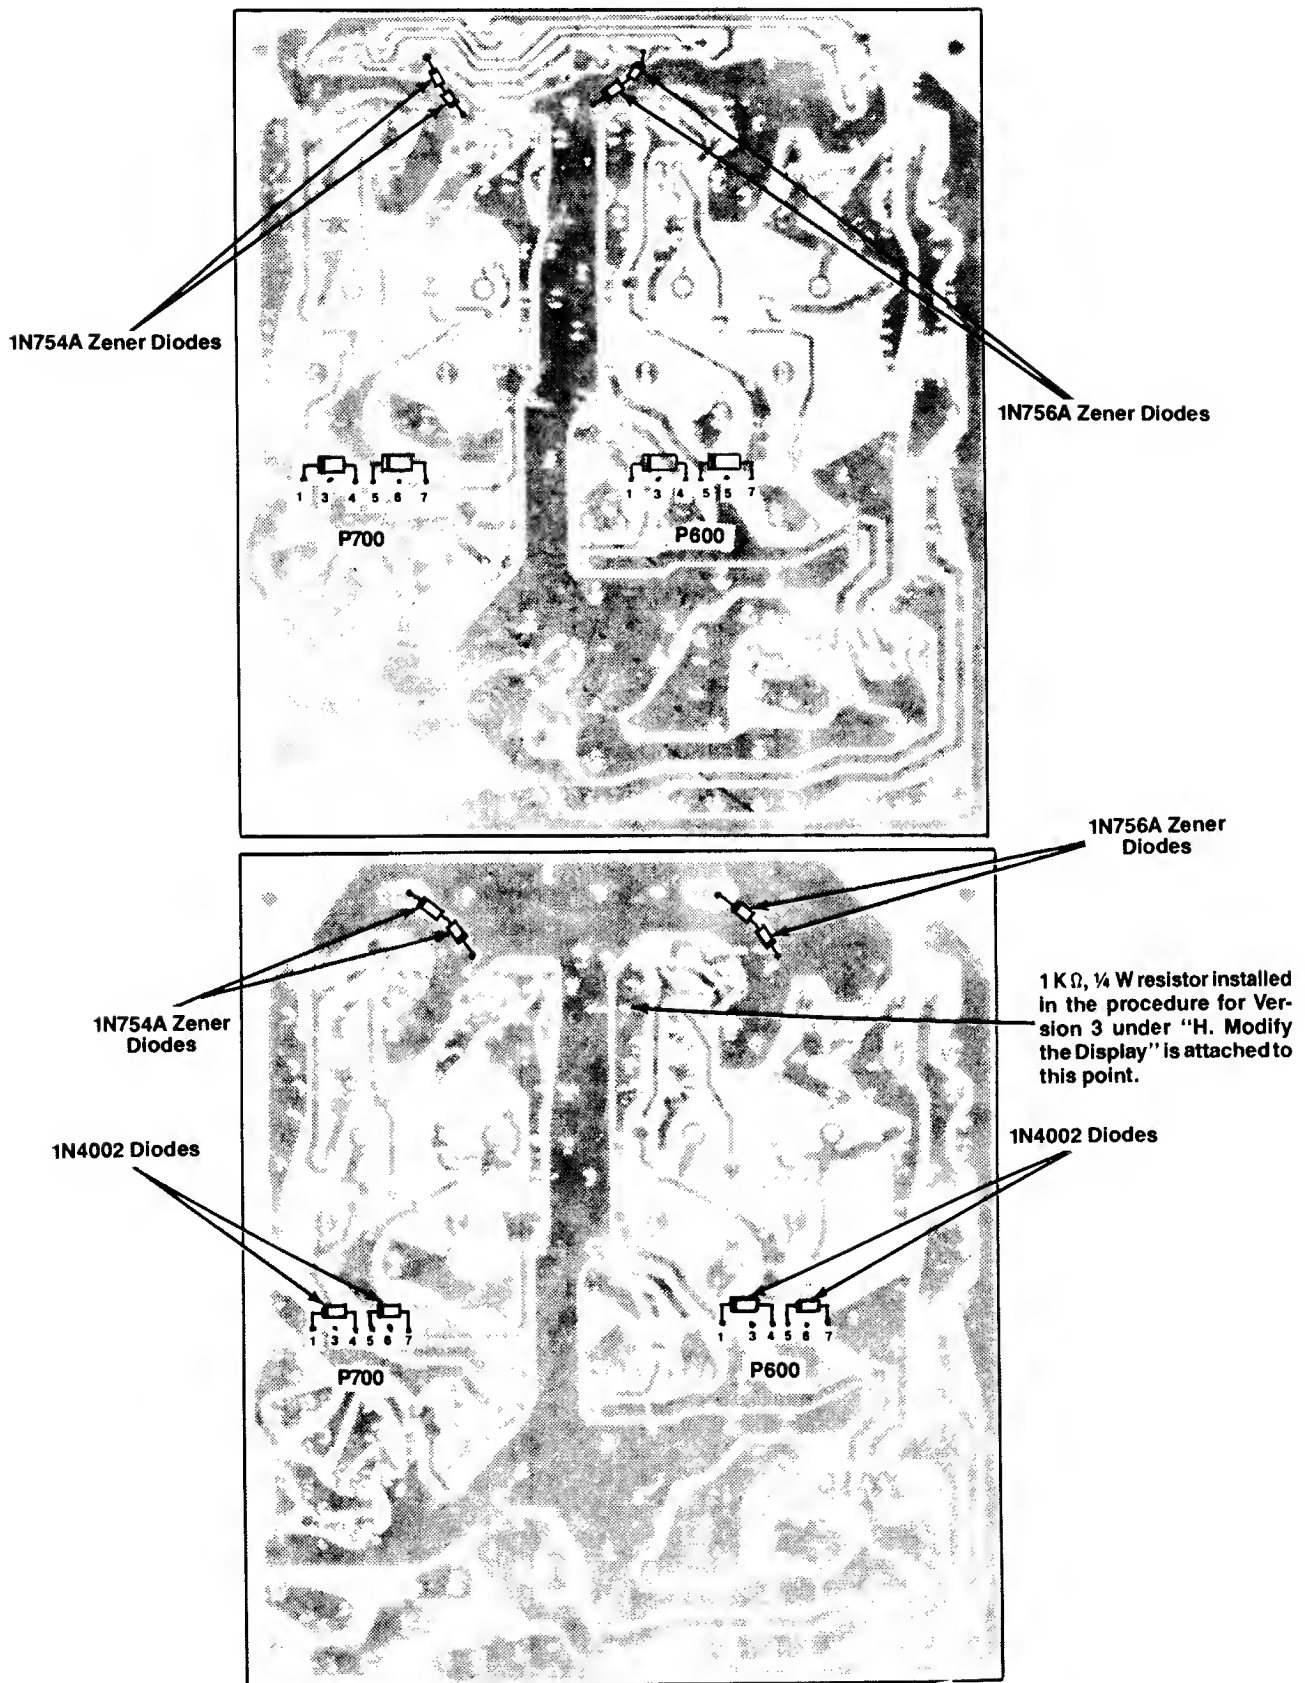 1N754A Zener Diodes
1N756A Zener Diodes
1 3 4 5 6 7
P700
1 3 4 5 5 7
P600
1N756A Zener
Diodes
1N754A Zener
Diodes
1 K Ω, ¼ W resistor installed
in the procedure for Ver-
sion 3 under "H. Modify
the Display" is attached to
this point.
1N4002 Diodes
1N4002 Diodes
1 3 4 5 6 7
P700
1 3 4 5 6 7
P600